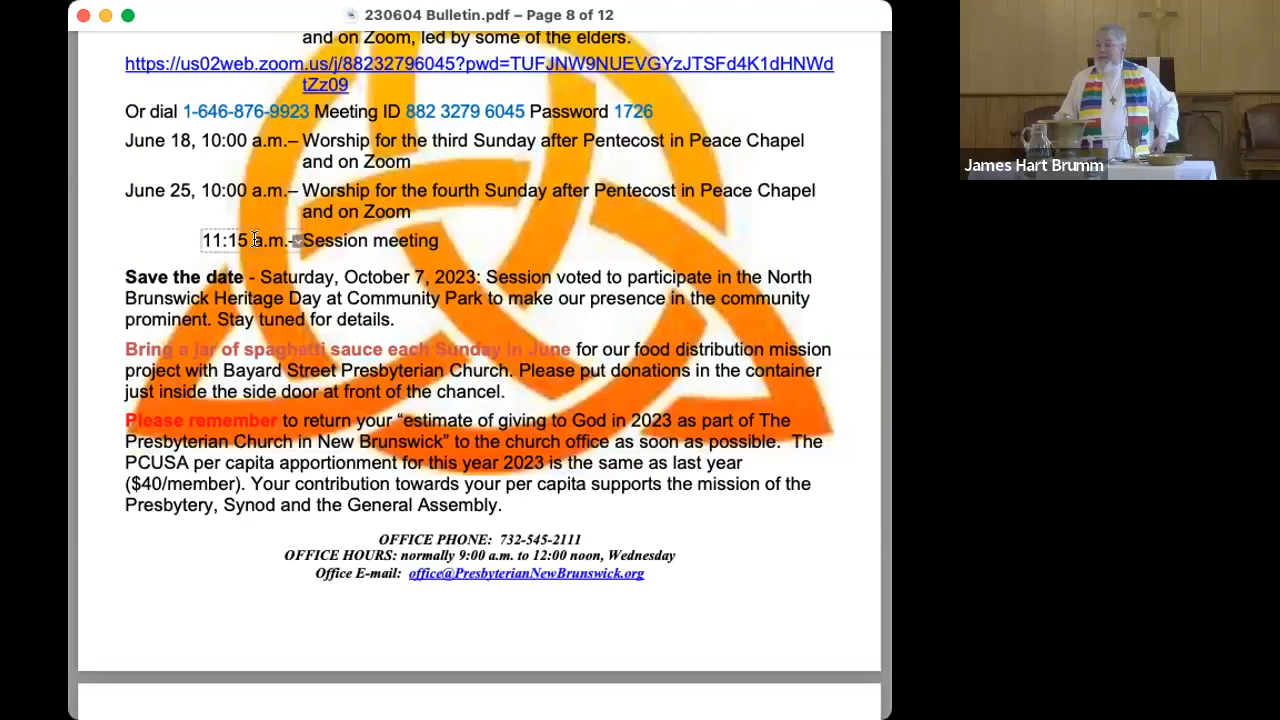 230604 Bulletin.pdf – Page 8 of 12
and on Zoom, led by some of the elders.
https://us02web.zoom.us/j/88232796045?pwd=TUFJNW9NUEVGYzJTSFd4K1dHNWd
tZz09
Or dial 1-646-876-9923 Meeting ID 882 3279 6045 Password 1726
June 18, 10:00 a.m.– Worship for the third Sunday after Pentecost in Peace Chapel
and on Zoom
June 25, 10:00 a.m.– Worship for the fourth Sunday after Pentecost in Peace Chapel
and on Zoom
11:15 a.m.– Session meeting
Save the date - Saturday, October 7, 2023: Session voted to participate in the North
Brunswick Heritage Day at Community Park to make our presence in the community
prominent. Stay tuned for details.
Bring a jar of spaghetti sauce each Sunday in June for our food distribution mission
project with Bayard Street Presbyterian Church. Please put donations in the container
just inside the side door at front of the chancel.
Please remember to return your “estimate of giving to God in 2023 as part of The
Presbyterian Church in New Brunswick” to the church office as soon as possible.  The
PCUSA per capita apportionment for this year 2023 is the same as last year
($40/member). Your contribution towards your per capita supports the mission of the
Presbytery, Synod and the General Assembly.
OFFICE PHONE:  732-545-2111
OFFICE HOURS: normally 9:00 a.m. to 12:00 noon, Wednesday
Office E-mail:  office@PresbyterianNewBrunswick.org
James Hart Brumm